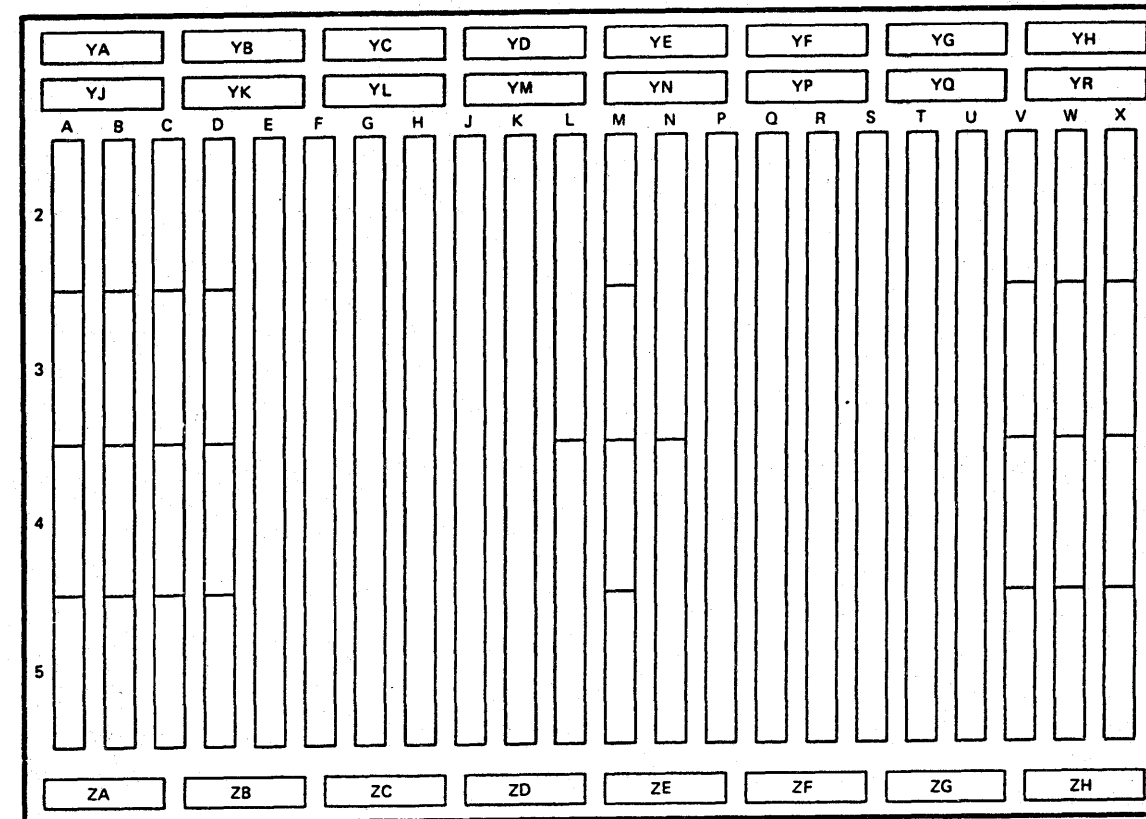 YA YB YC YD YE YF YG YH
YJ YK YL YM YN YP YQ YR
A B C D E F G H J K L M N P Q R S T U V W X
2
3
4
5
ZA ZB ZC ZD ZE ZF ZG ZH